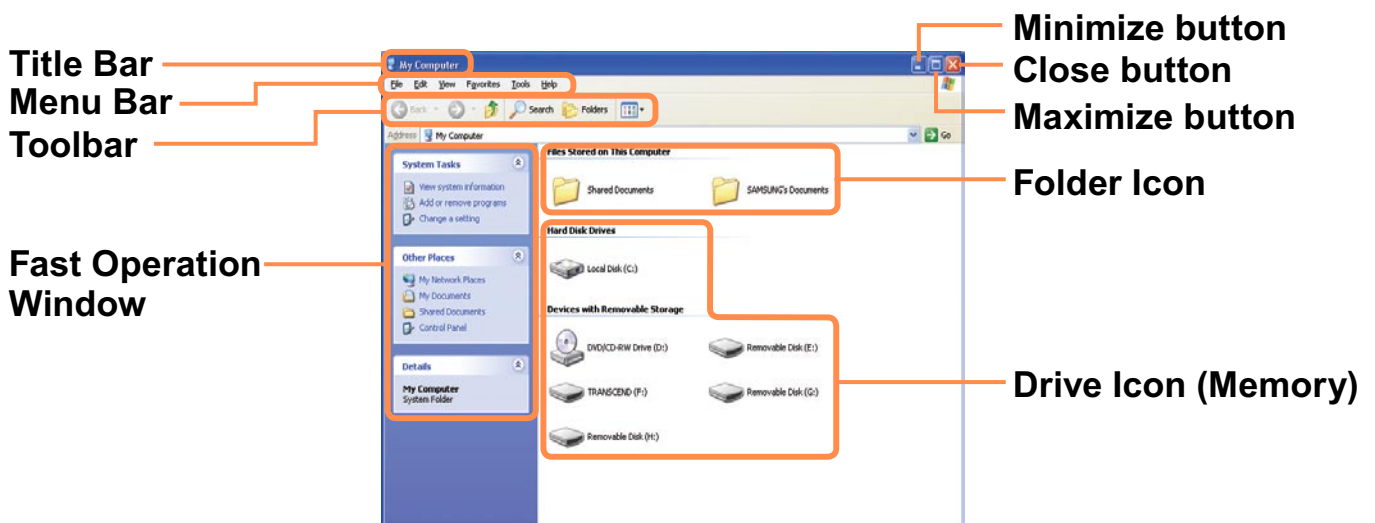 Title Bar
Menu Bar
Toolbar
Fast Operation
Window
My Computer
File Edit View Favorites Tools Help
Back Search Folders
Address My Computer Go
System Tasks
View system information
Add or remove programs
Change a setting
Other Places
My Network Places
My Documents
Shared Documents
Control Panel
Details
My Computer
System Folder
Files Stored on This Computer
Shared Documents SAMSUNG's Documents
Hard Disk Drives
Local Disk (C:)
Devices with Removable Storage
DVD/CD-RW Drive (D:) Removable Disk (E:)
TRANSCEND (F:) Removable Disk (G:)
Removable Disk (H:)
Minimize button
Close button
Maximize button
Folder Icon
Drive Icon (Memory)